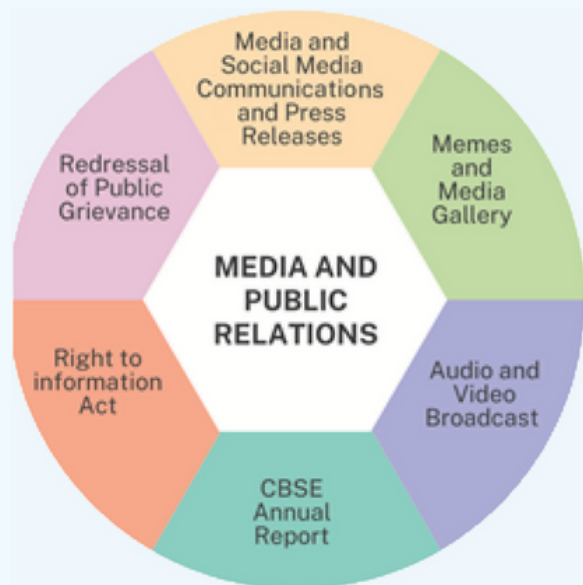 Media and
Social Media
Communications
and Press
Releases
Memes
and
Media
Gallery
Audio and
Video
Broadcast
CBSE
Annual
Report
Right to
information
Act
Redressal
of Public
Grievance
MEDIA AND
PUBLIC
RELATIONS